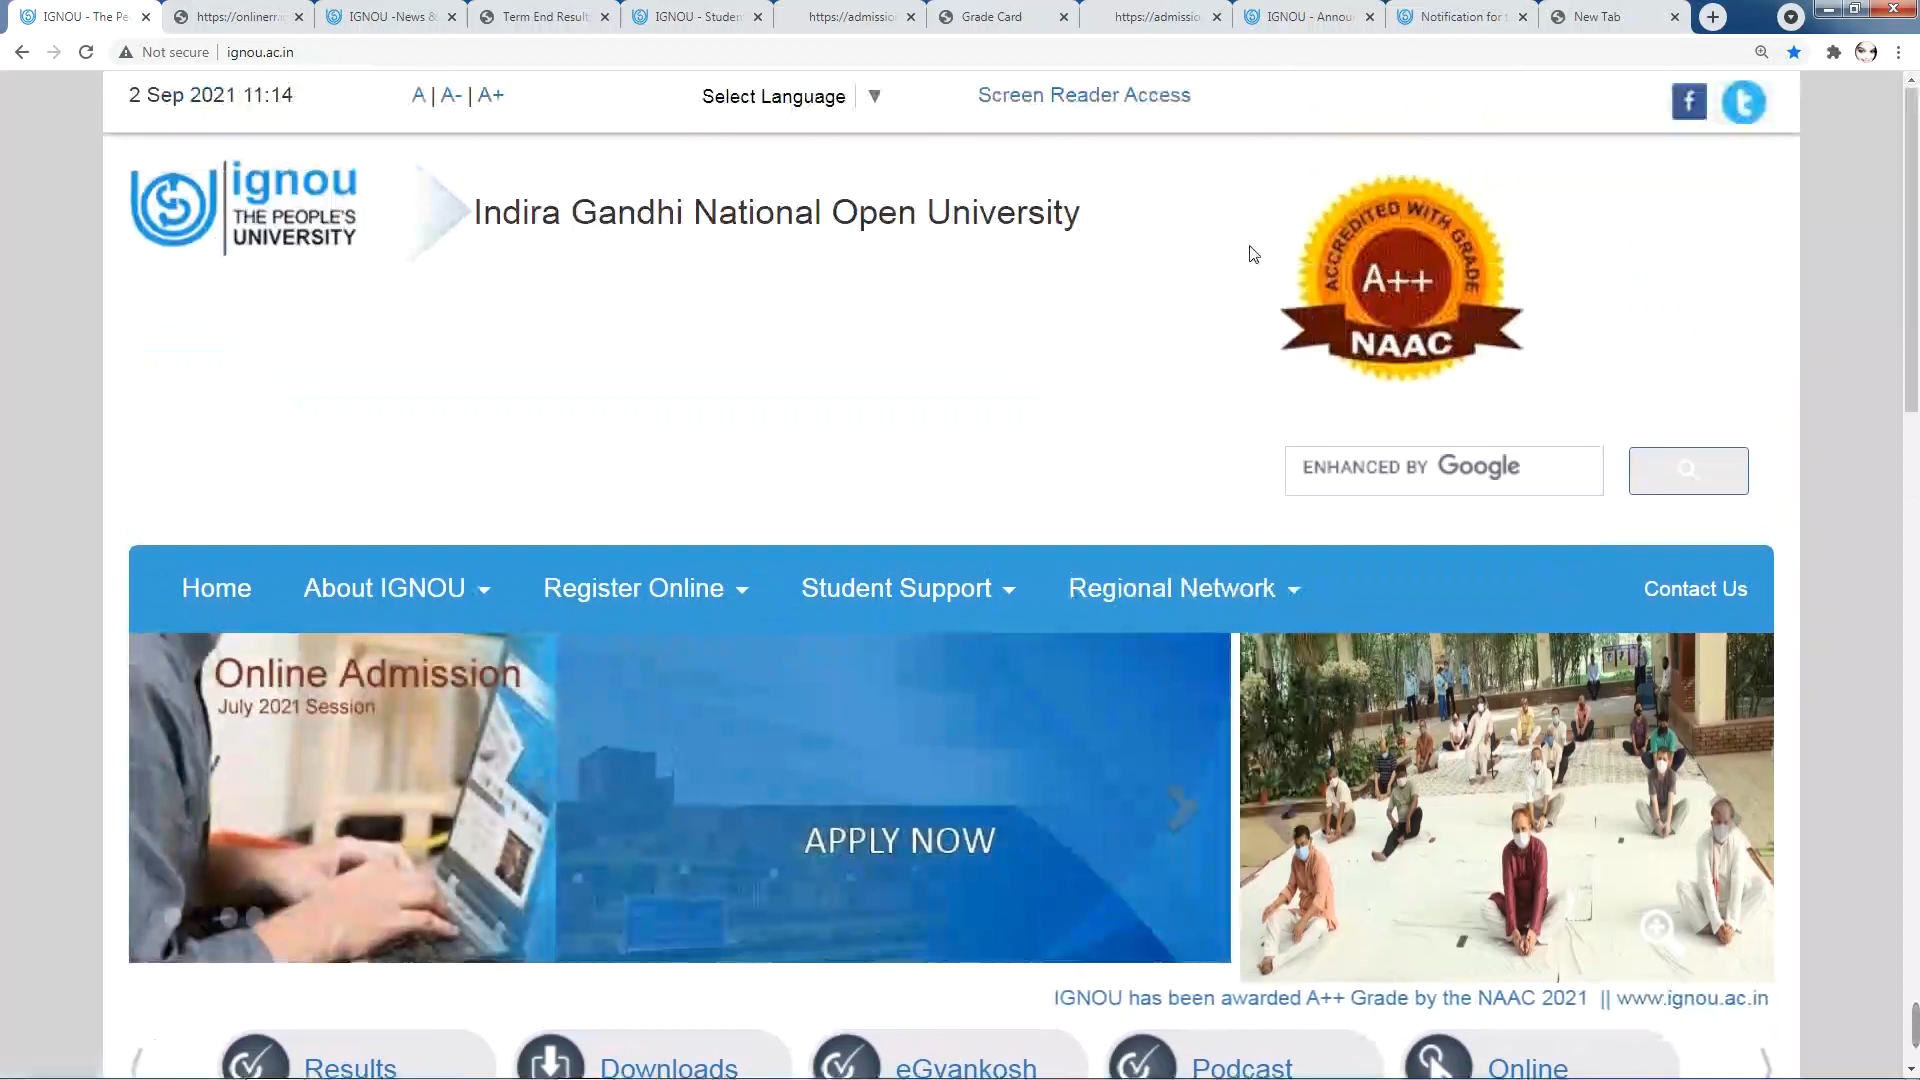 IGNOU - The Pe
https://onlinerr
IGNOU -News &
Term End Result
IGNOU - Studen
https://admissio
Grade Card
https://admissio
IGNOU - Annou
Notification for
New Tab
Not secure
ignou.ac.in
2 Sep 2021 11:14
A | A- | A+
Select Language ▼
Screen Reader Access
ignou
THE PEOPLE'S
UNIVERSITY
Indira Gandhi National Open University
ACCREDITED WITH GRADE
A++
NAAC
ENHANCED BY Google
Home
About IGNOU
Register Online
Student Support
Regional Network
Contact Us
Online Admission
July 2021 Session
APPLY NOW
IGNOU has been awarded A++ Grade by the NAAC 2021 || www.ignou.ac.in
Results
Downloads
eGyankosh
Podcast
Online